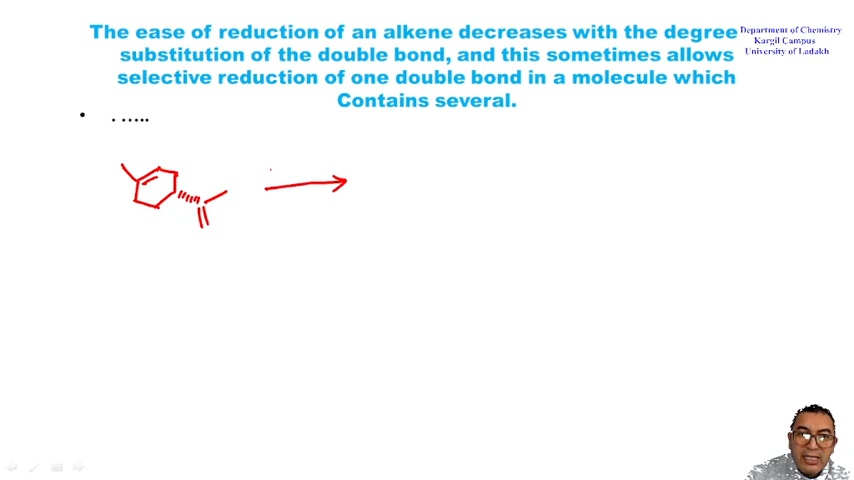 The ease of reduction of an alkene decreases with the degree
substitution of the double bond, and this sometimes allows
selective reduction of one double bond in a molecule which
Contains several.
Department of Chemistry
Kargil Campus
University of Ladakh
• . …..